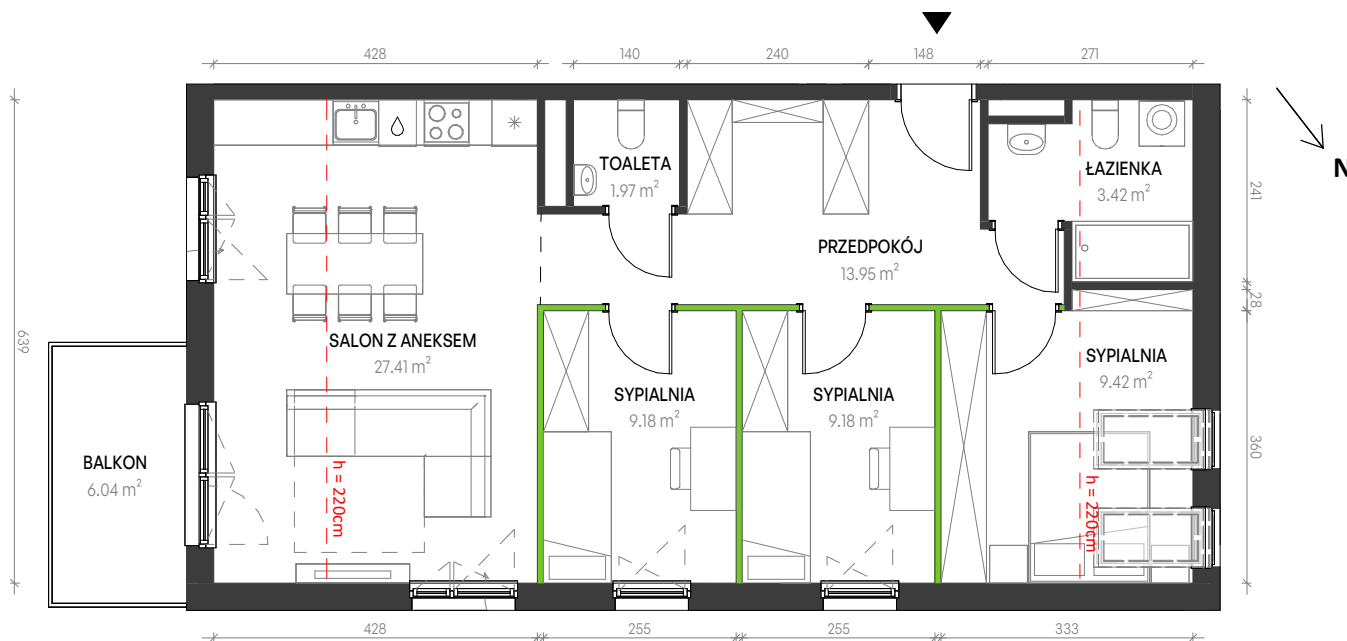 428
140
240
148
271
N
TOALETA
1.97 m²
ŁAZIENKA
3.42 m²
241
PRZEDPOKÓJ
13.95 m²
28
639
SALON Z ANEKSEM
27.41 m²
SYPIALNIA
9.18 m²
SYPIALNIA
9.18 m²
SYPIALNIA
9.42 m²
360
BALKON
6.04 m²
h = 220cm
h = 220cm
428
255
255
333